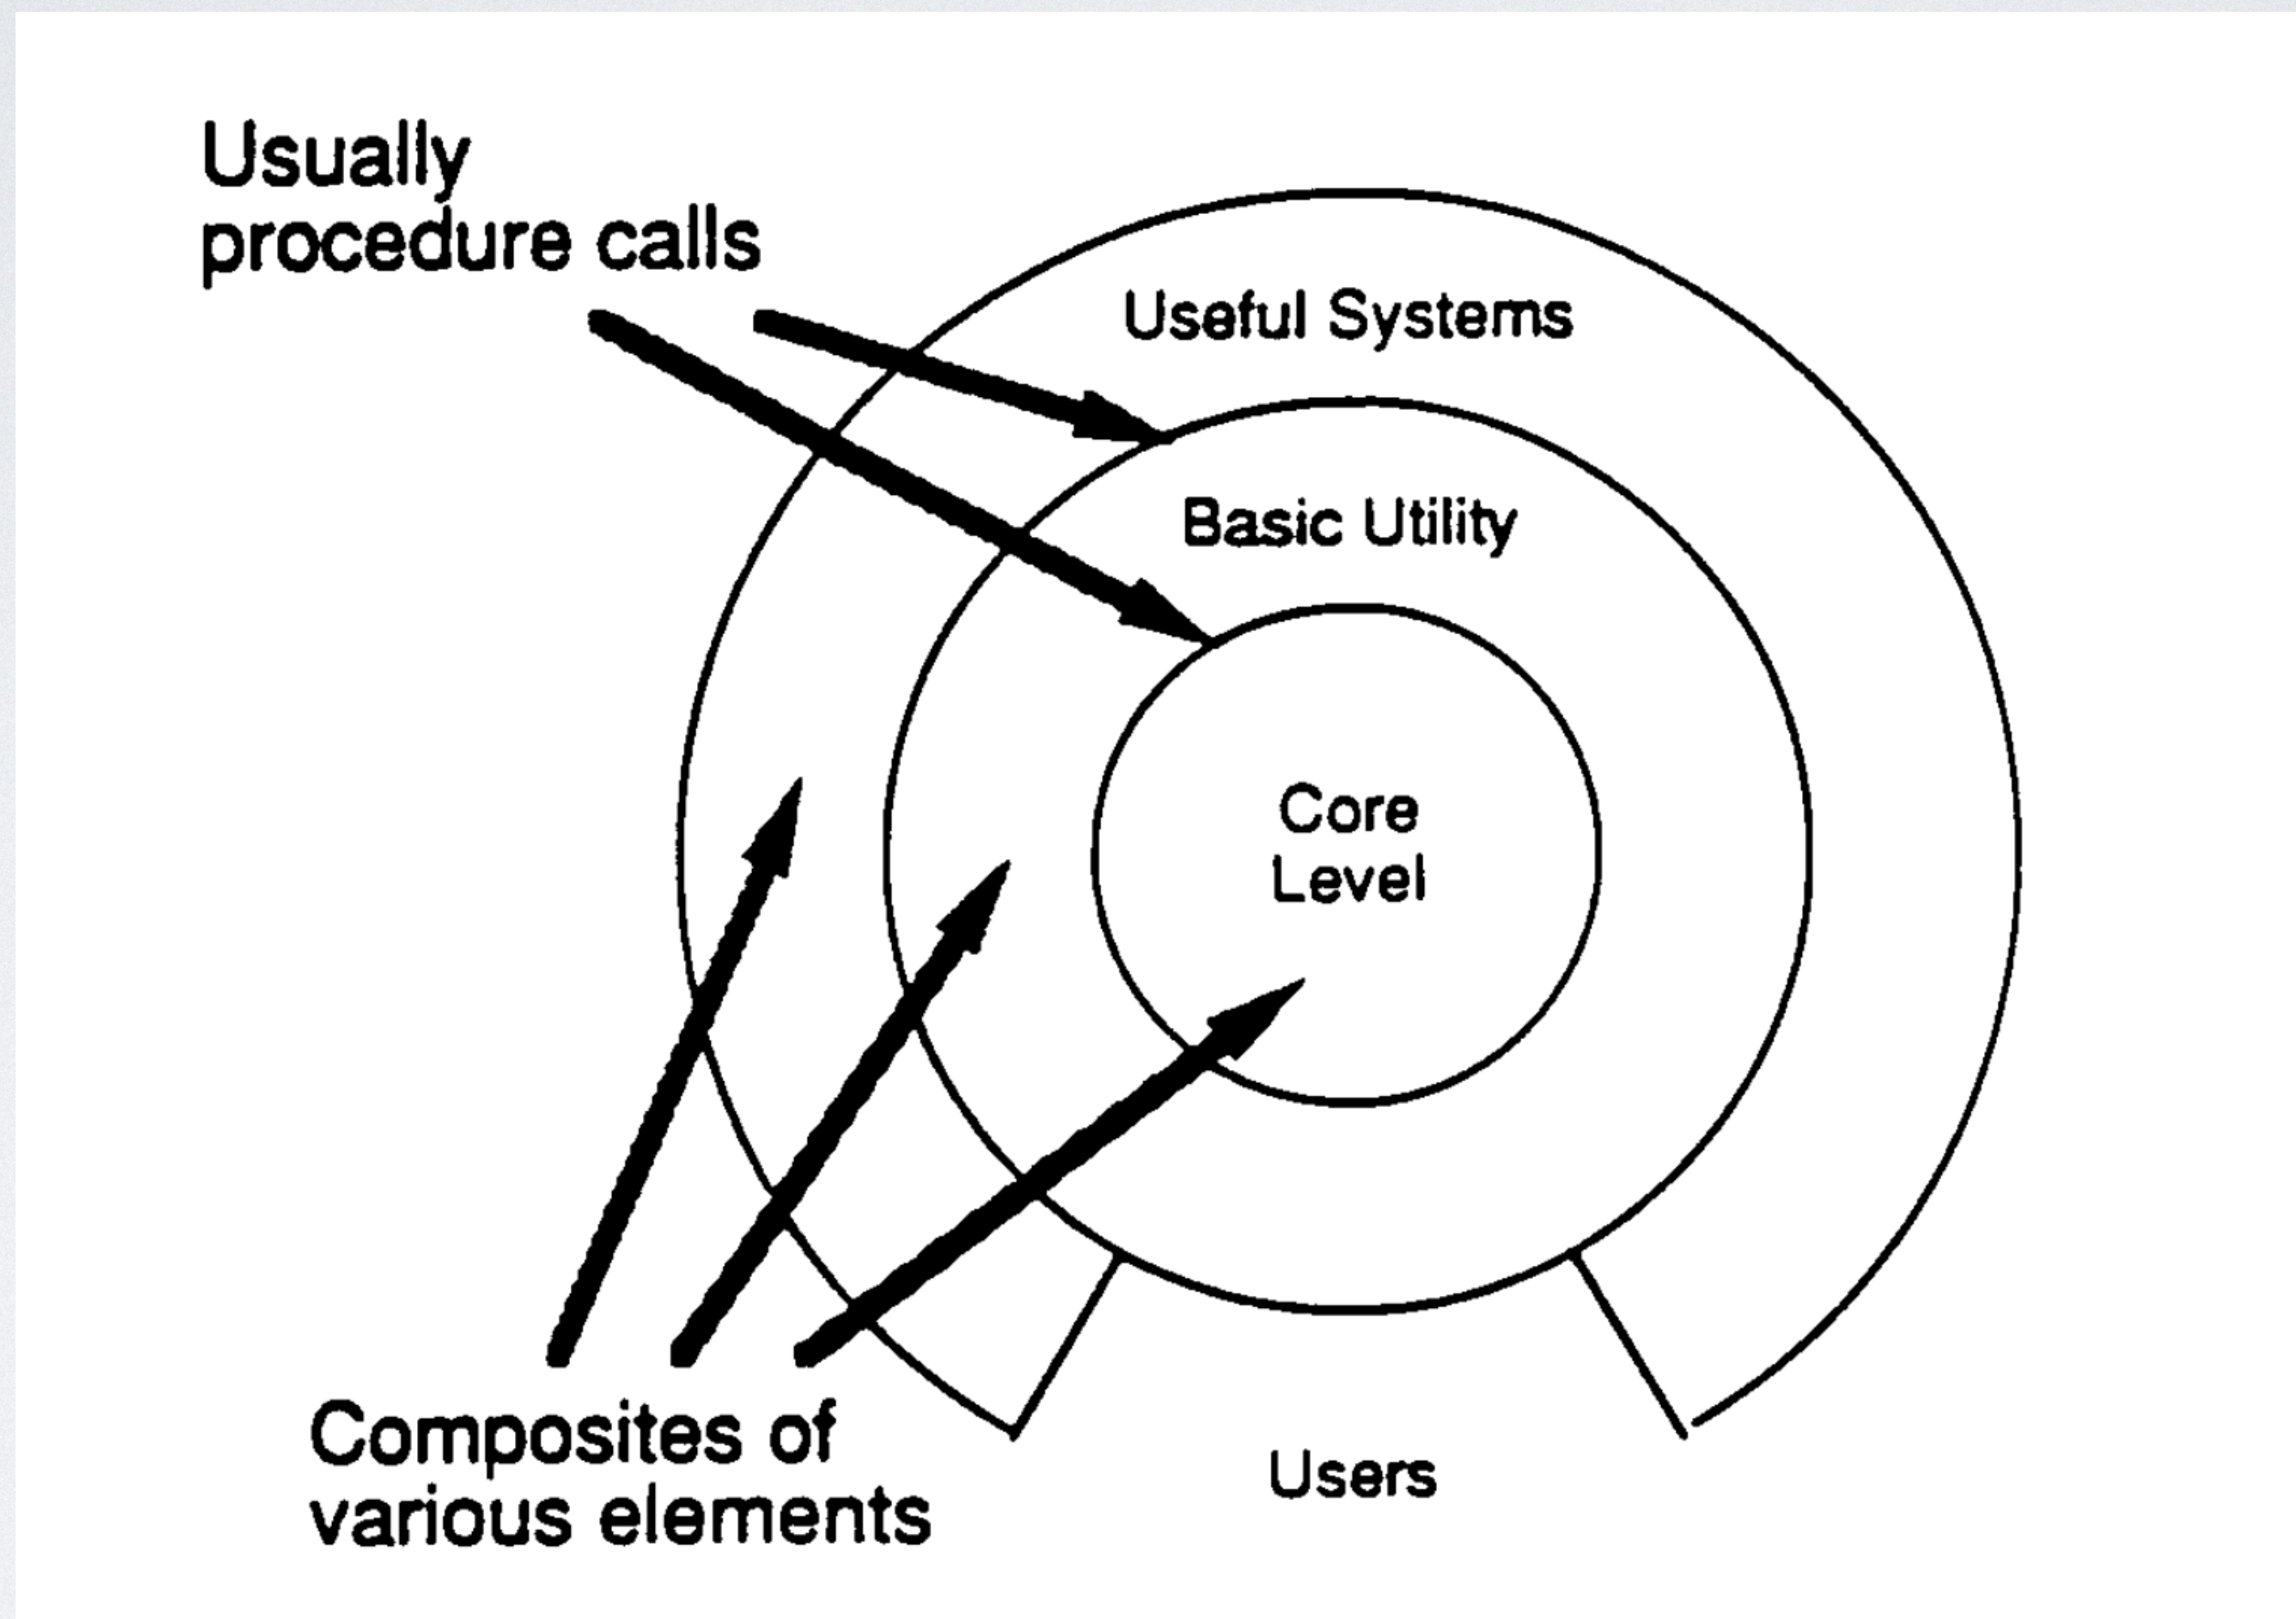 Usually
procedure calls
Useful Systems
Basic Utility
Core
Level
Composites of
various elements
Users